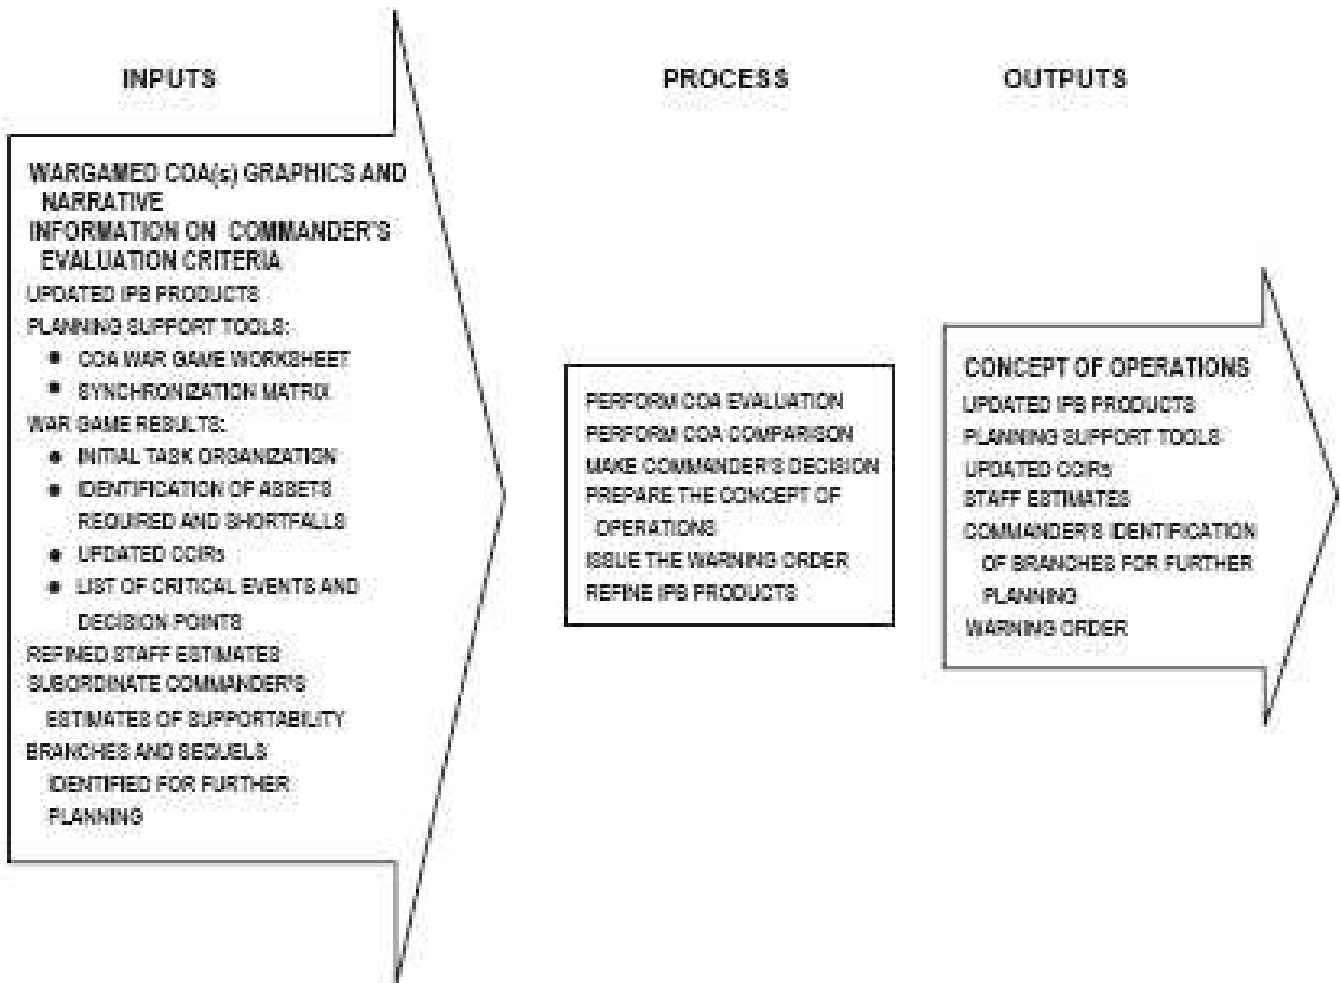 INPUTS
PROCESS
OUTPUTS
WARGAMED COA(s) GRAPHICS AND
NARRATIVE
INFORMATION ON COMMANDER'S
EVALUATION CRITERIA
UPDATED IPB PRODUCTS
PLANNING SUPPORT TOOLS:
● COA WAR GAME WORKSHEET
● SYNCHRONIZATION MATRIX
WAR GAME RESULTS:
● INITIAL TASK ORGANIZATION
● IDENTIFICATION OF ASSETS
REQUIRED AND SHORTFALLS
● UPDATED CCIRs
● LIST OF CRITICAL EVENTS AND
DECISION POINTS
REFINED STAFF ESTIMATES
SUBORDINATE COMMANDER'S
ESTIMATES OF SUPPORTABILITY
BRANCHES AND SEQUELS
IDENTIFIED FOR FURTHER
PLANNING
PERFORM COA EVALUATION
PERFORM COA COMPARISON
MAKE COMMANDER'S DECISION
PREPARE THE CONCEPT OF
OPERATIONS
ISSUE THE WARNING ORDER
REFINE IPB PRODUCTS
CONCEPT OF OPERATIONS
UPDATED IPB PRODUCTS
PLANNING SUPPORT TOOLS
UPDATED CCIRs
STAFF ESTIMATES
COMMANDER'S IDENTIFICATION
OF BRANCHES FOR FURTHER
PLANNING
WARNING ORDER